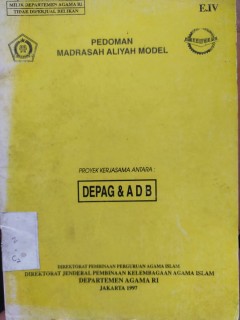 MILIK DEPARTEMEN AGAMA RI
TIDAK DIPERJUAL BELIKAN
E.IV
PEDOMAN
MADRASAH ALIYAH MODEL
PROYEK KERJASAMA ANTARA :
DEPAG & A D B
DIREKTORAT PEMBINAAN PERGURUAN AGAMA ISLAM
DIREKTORAT JENDERAL PEMBINAAN KELEMBAGAAN AGAMA ISLAM
DEPARTEMEN AGAMA RI
JAKARTA 1997